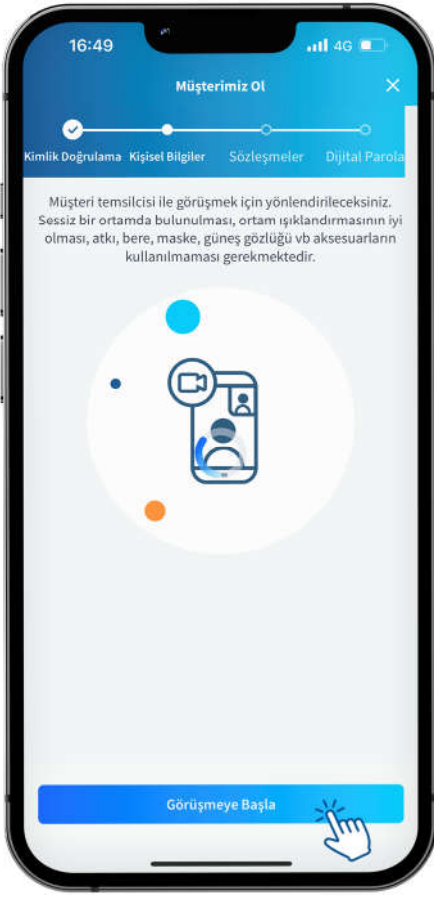 16:49
4G
Müşterimiz Ol
Kimlik Doğrulama Kişisel Bilgiler Sözleşmeler Dijital Parola
Müşteri temsilcisi ile görüşmek için yönlendirileceksiniz.
Sessiz bir ortamda bulunulması, ortam ışıklandırmasının iyi
olması, atkı, bere, maske, güneş gözlüğü vb aksesuarların
kullanılmaması gerekmektedir.
Görüşmeye Başla